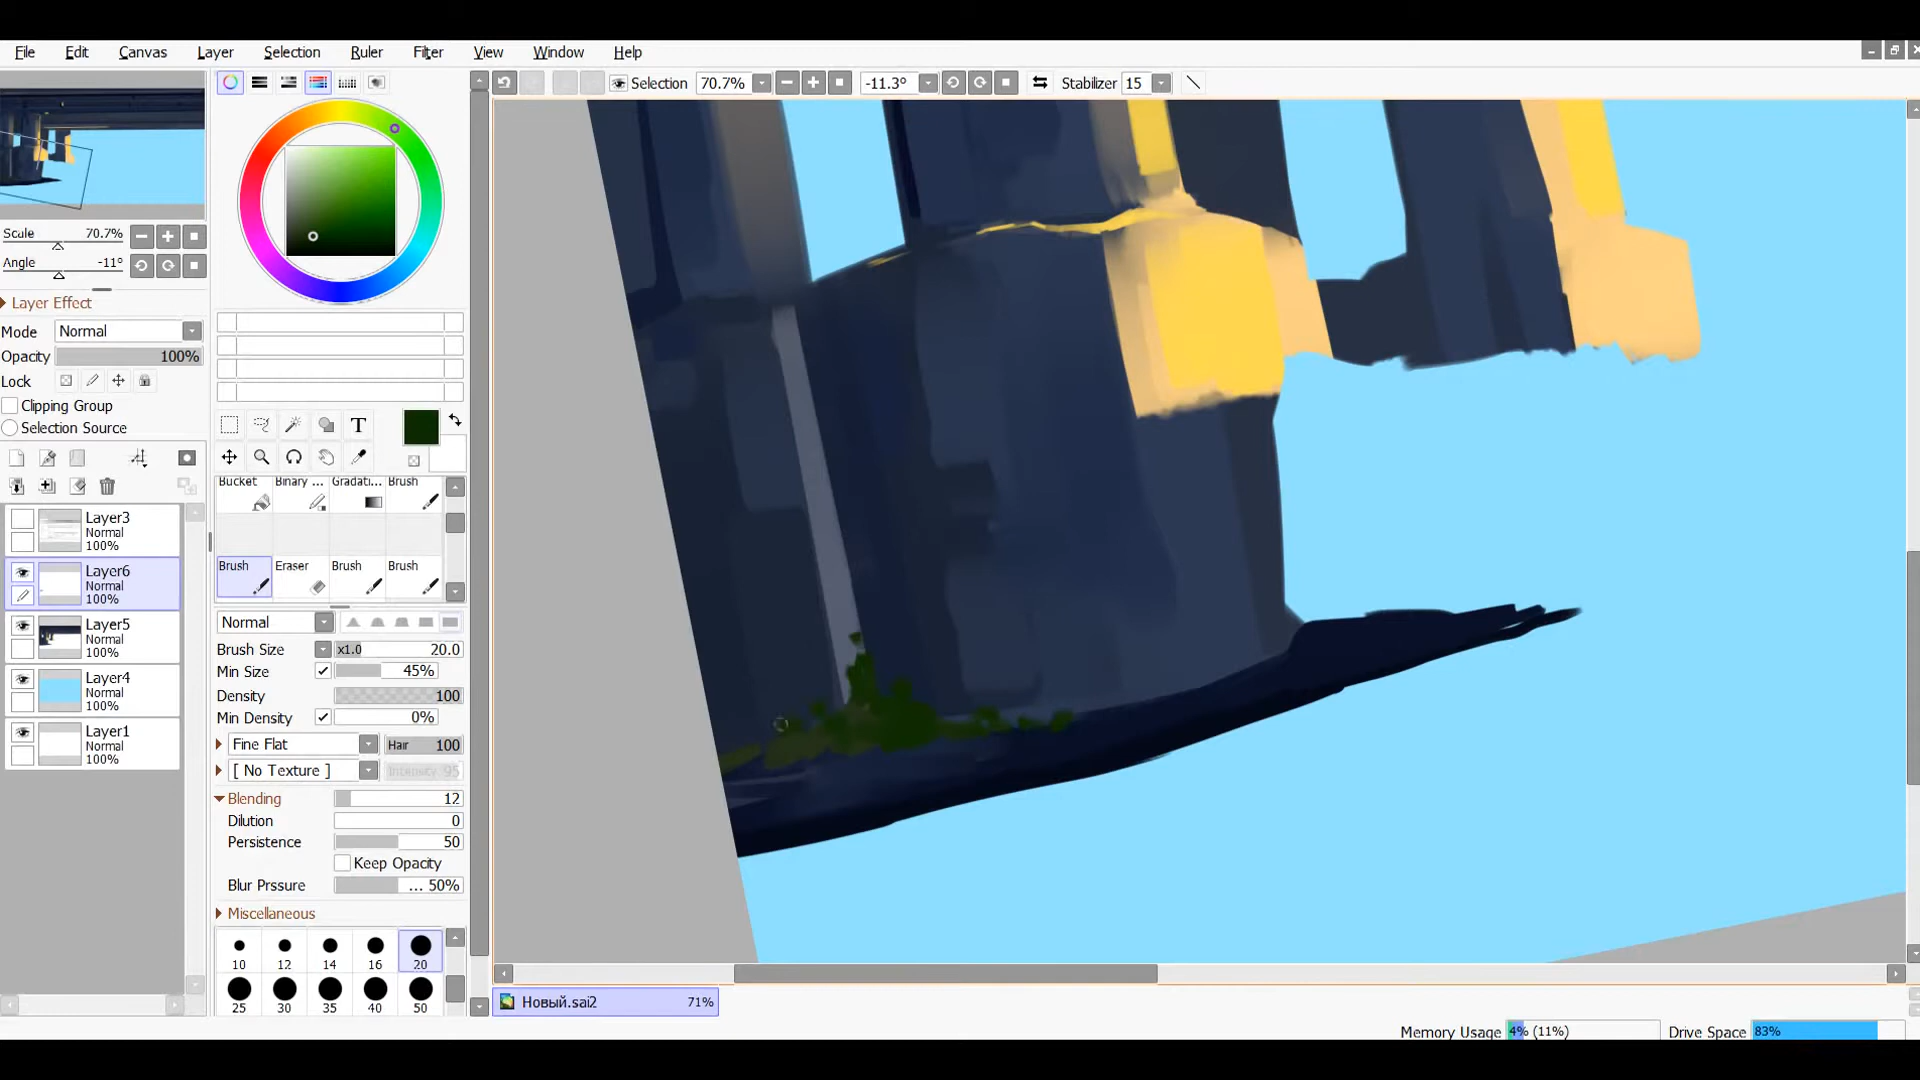 File Edit Canvas Layer Selection Ruler Filter View Window Help
Selection 70.7% -11.3° Stabilizer 15
Scale 70.7%
Angle -11°
Layer Effect
Mode Normal
Opacity 100%
Lock
Clipping Group
Selection Source
Layer3
Normal
100%
Layer6
Normal
100%
Layer5
Normal
100%
Layer4
Normal
100%
Layer1
Normal
100%
T
Bucket Binary ... Gradati... Brush
Brush Eraser Brush Brush
Normal
Brush Size x1.0 20.0
Min Size 45%
Density 100
Min Density 0%
Fine Flat Hair 100
[ No Texture ] Intensity 95
Blending 12
Dilution 0
Persistence 50
Keep Opacity
Blur Prssure ... 50%
Miscellaneous
10 12 14 16 20
25 30 35 40 50
Новый.sai2 71%
Memory Usage 4% (11%) Drive Space 83%